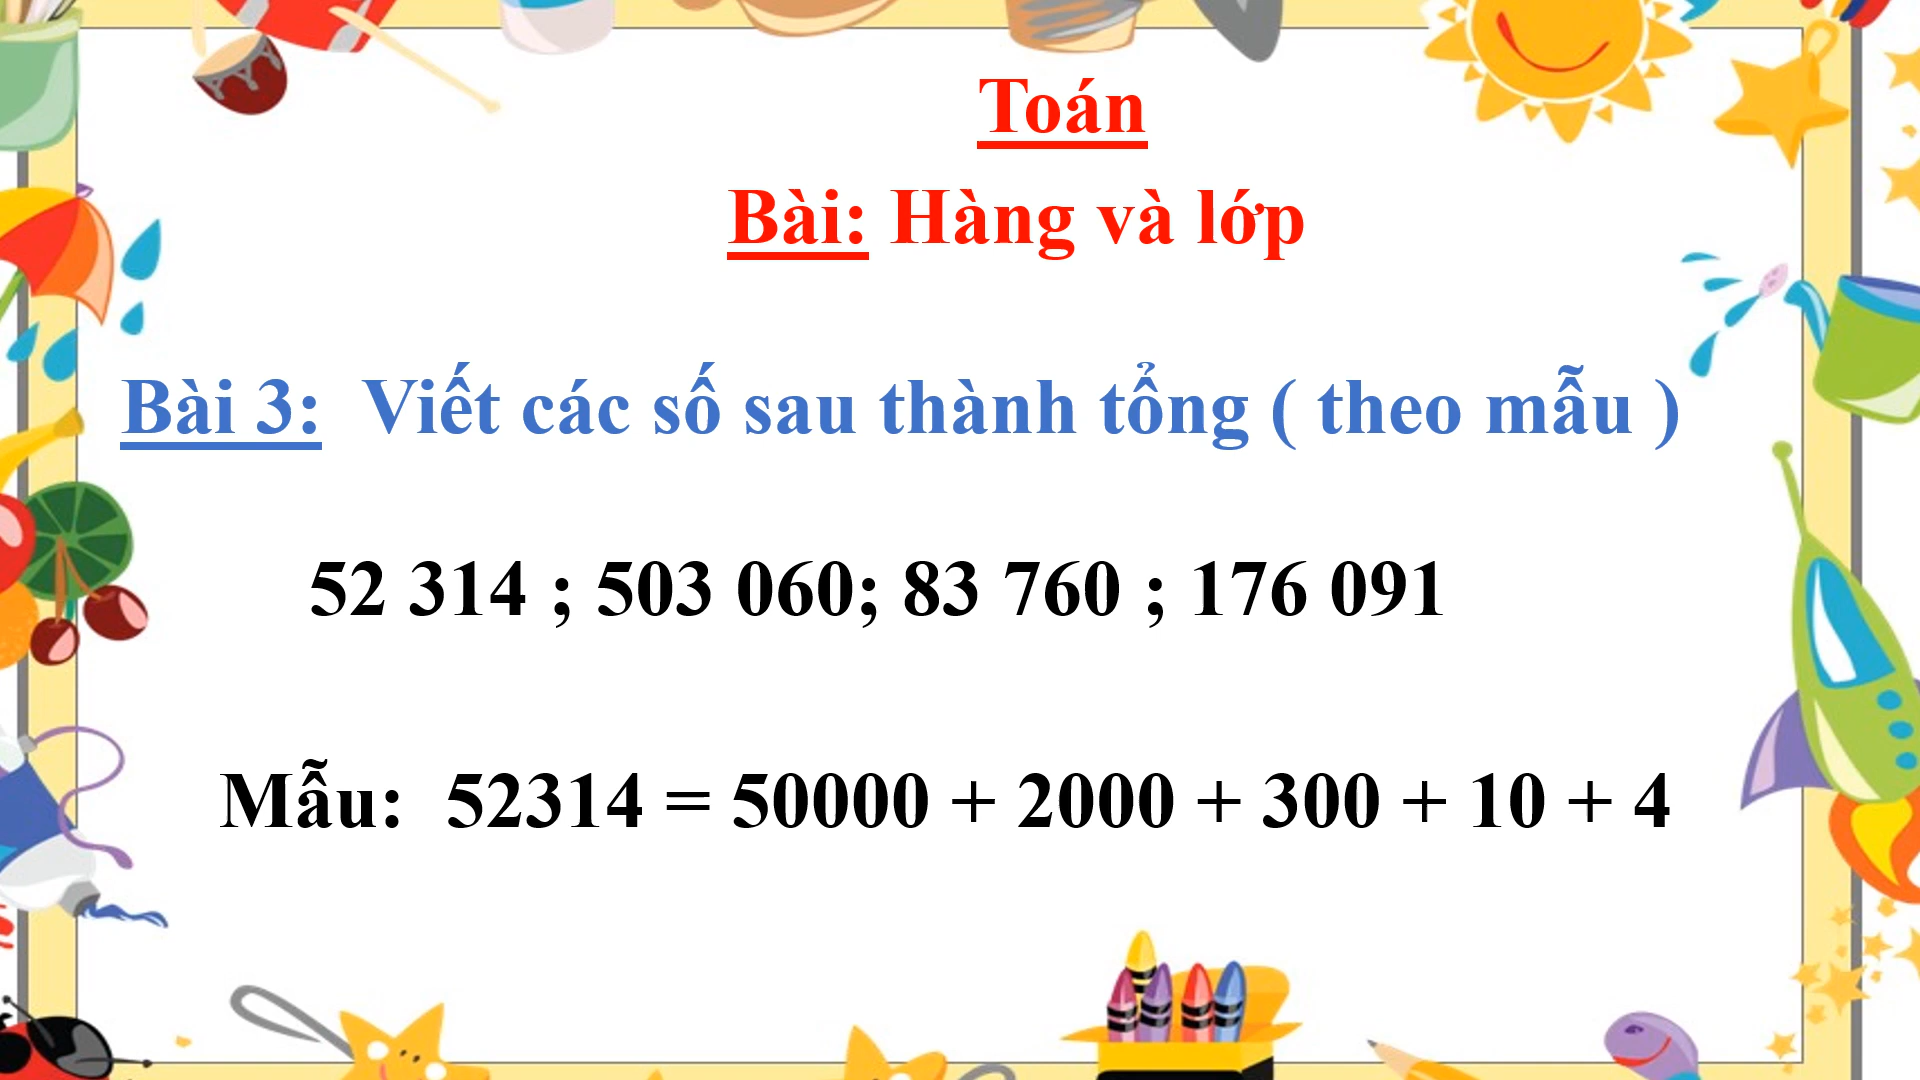 Toán
Bài: Hàng và lớp
Bài 3: Viết các số sau thành tổng ( theo mẫu )
52 314 ; 503 060; 83 760 ; 176 091
Mẫu: 52314 = 50000 + 2000 + 300 + 10 + 4